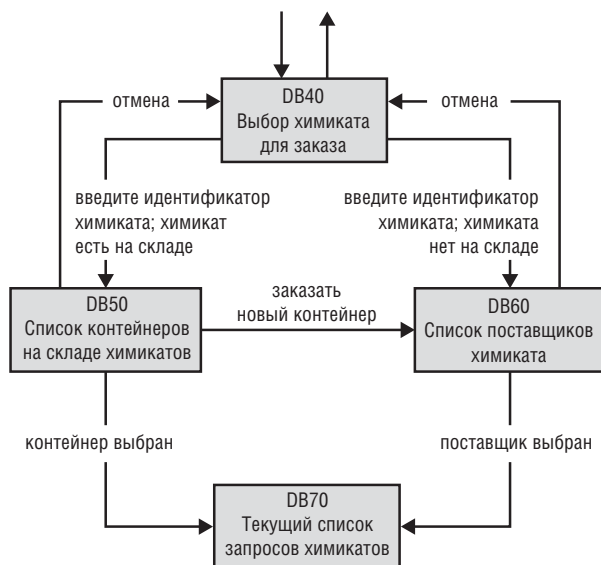 DB40
Выбор химиката
для заказа
отмена
отмена
введите идентификатор
химиката; химикат
есть на складе
введите идентификатор
химиката; химиката
нет на складе
DB50
Список контейнеров
на складе химикатов
заказать
новый контейнер
DB60
Список поставщиков
химиката
контейнер выбран
поставщик выбран
DB70
Текущий список
запросов химикатов